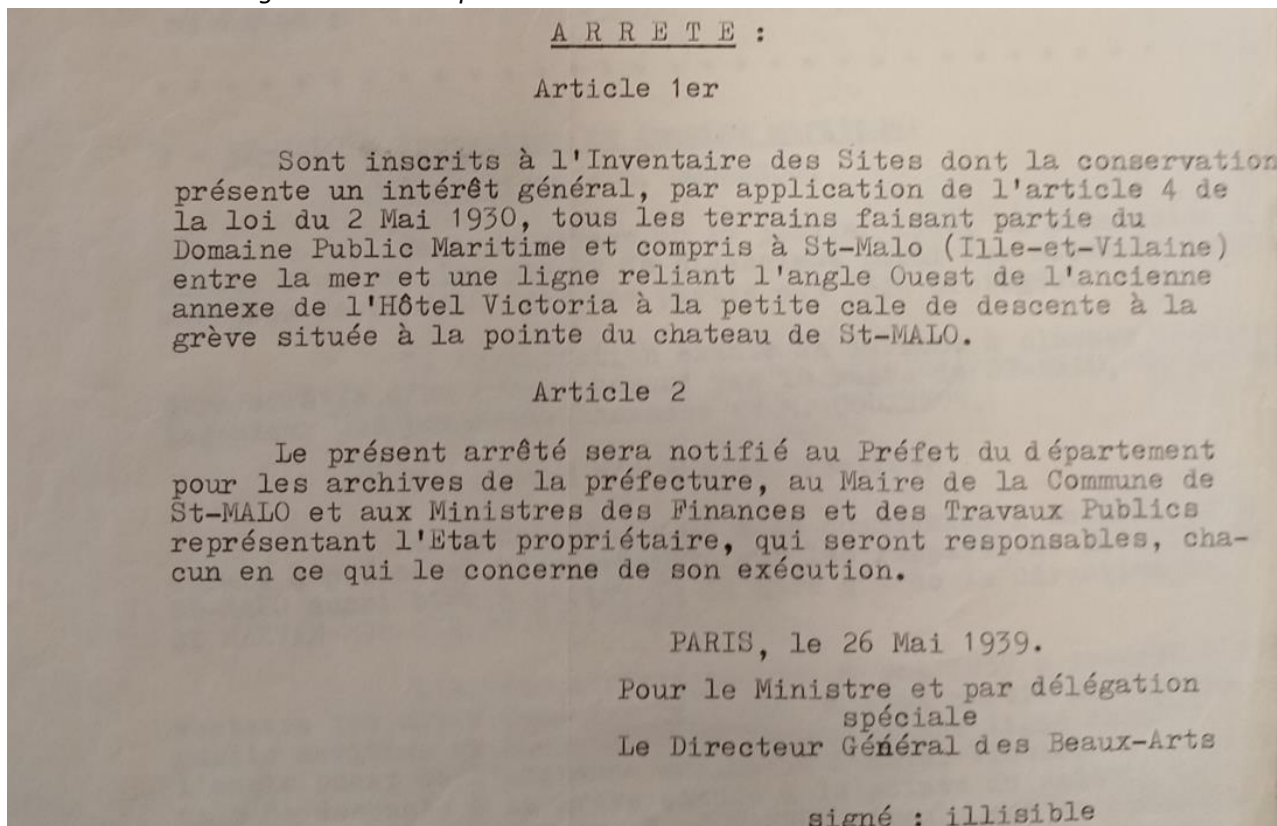 A R R E T E :
Article 1er
Sont inscrits à l'Inventaire des Sites dont la conservation
présente un intérêt général, par application de l'article 4 de
la loi du 2 Mai 1930, tous les terrains faisant partie du
Domaine Public Maritime et compris à St-Malo (Ille-et-Vilaine)
entre la mer et une ligne reliant l'angle Ouest de l'ancienne
annexe de l'Hôtel Victoria à la petite cale de descente à la
grève située à la pointe du chateau de St-MALO.
Article 2
Le présent arrêté sera notifié au Préfet du département
pour les archives de la préfecture, au Maire de la Commune de
St-MALO et aux Ministres des Finances et des Travaux Publics
représentant l'Etat propriétaire, qui seront responsables, cha-
cun en ce qui le concerne de son exécution.
PARIS, le 26 Mai 1939.
Pour le Ministre et par délégation
spéciale
Le Directeur Général des Beaux-Arts
signé : illisible